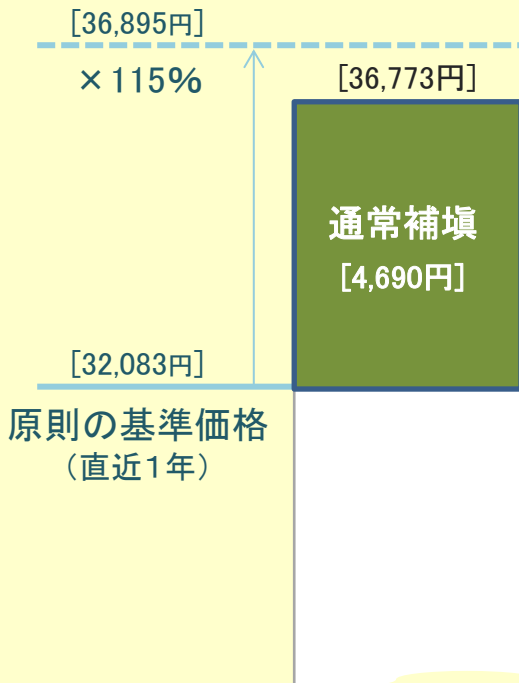 [36,895円]
×115%
[36,773円]
通常補塡
[4,690円]
[32,083円]
原則の基準価格
（直近１年）